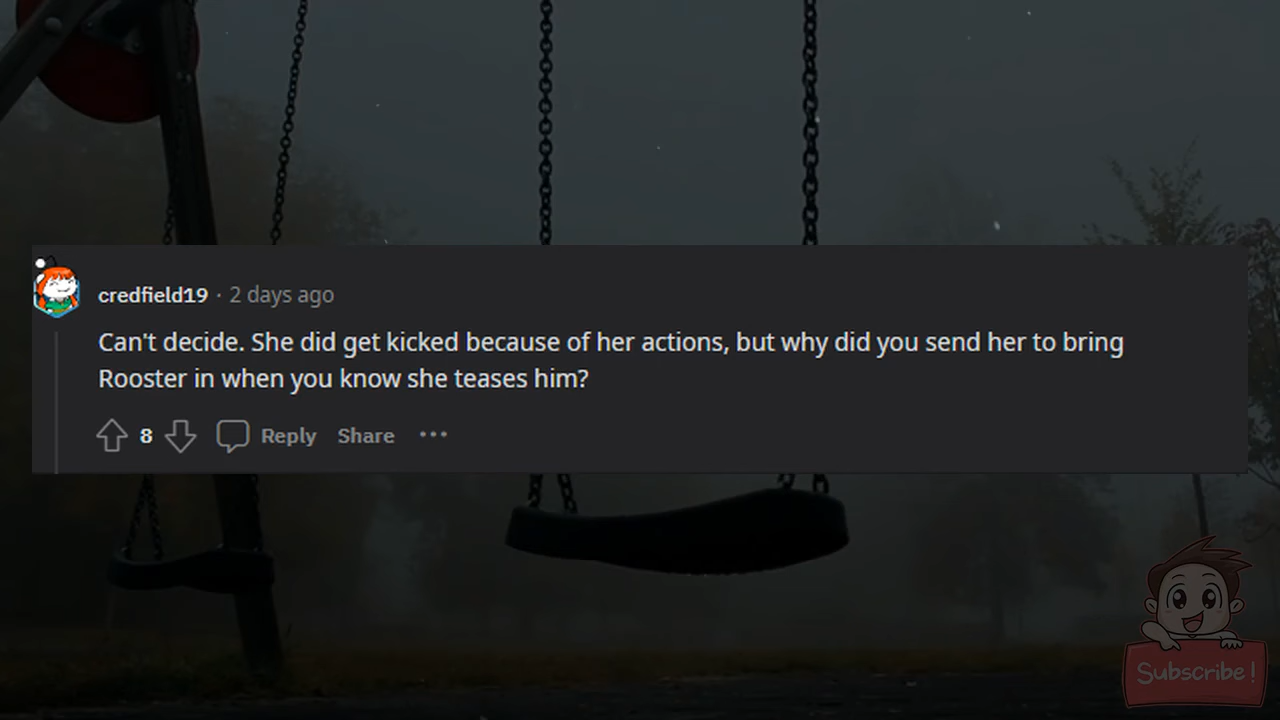 credfield19 · 2 days ago
Can't decide. She did get kicked because of her actions, but why did you send her to bring
Rooster in when you know she teases him?
8 Reply Share ···
Subscribe!